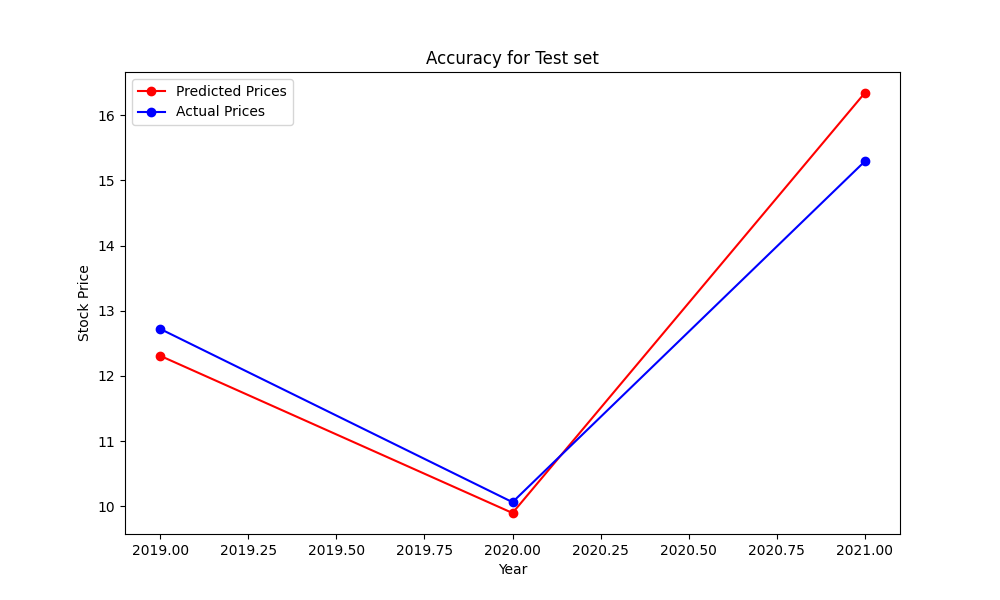 Accuracy for Test set
Predicted Prices
Actual Prices
16
15
14
13
12
11
10
Stock Price
2019.00 2019.25 2019.50 2019.75 2020.00 2020.25 2020.50 2020.75 2021.00
Year